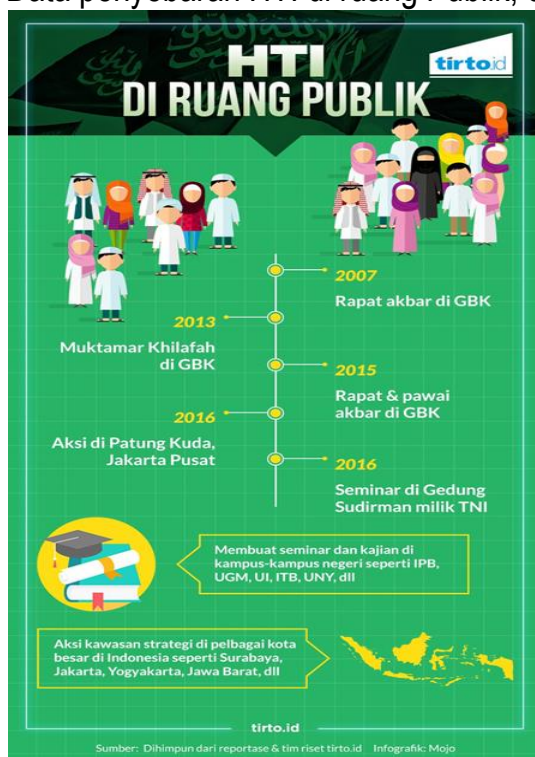 Data penyebaran HTI di ruang Publik,
HTI
DI RUANG PUBLIK
tirto.id
2007
Rapat akbar di GBK
2013
Muktamar Khilafah
di GBK
2015
Rapat & pawai
akbar di GBK
2016
Aksi di Patung Kuda,
Jakarta Pusat
2016
Seminar di Gedung
Sudirman milik TNI
Membuat seminar dan kajian di
kampus-kampus negeri seperti IPB,
UGM, UI, ITB, UNY, dll
Aksi kawasan strategi di pelbagai kota
besar di Indonesia seperti Surabaya,
Jakarta, Yogyakarta, Jawa Barat, dll
tirto.id
Sumber: Dihimpun dari reportase & tim riset tirto.id Infografik: Mojo